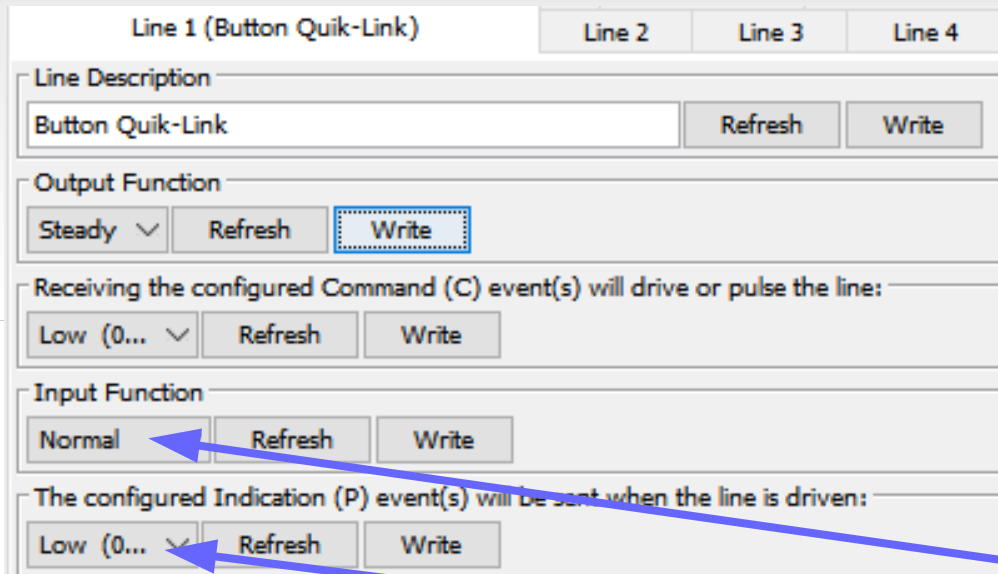 Line 1 (Button Quik-Link) Line 2 Line 3 Line 4
Line Description
Button Quik-Link Refresh Write
Output Function
Steady Refresh Write
Receiving the configured Command (C) event(s) will drive or pulse the line:
Low (0... Refresh Write
Input Function
Normal Refresh Write
The configured Indication (P) event(s) will be sent when the line is driven:
Low (0... Refresh Write